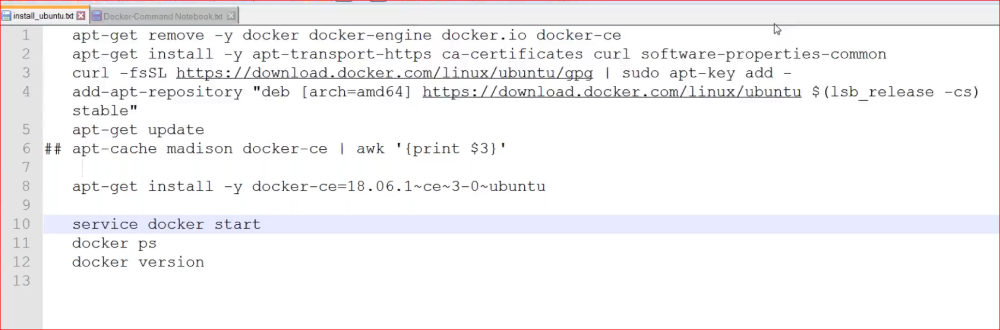 install_ubuntu.txt
Docker-Command Notebook.txt
1 apt-get remove -y docker docker-engine docker.io docker-ce
2 apt-get install -y apt-transport-https ca-certificates curl software-properties-common
3 curl -fsSL https://download.docker.com/linux/ubuntu/gpg | sudo apt-key add -
4 add-apt-repository "deb [arch=amd64] https://download.docker.com/linux/ubuntu $(lsb_release -cs)
stable"
5 apt-get update
6 ## apt-cache madison docker-ce | awk '{print $3}'
7
8 apt-get install -y docker-ce=18.06.1~ce~3-0~ubuntu
9
10 service docker start
11 docker ps
12 docker version
13